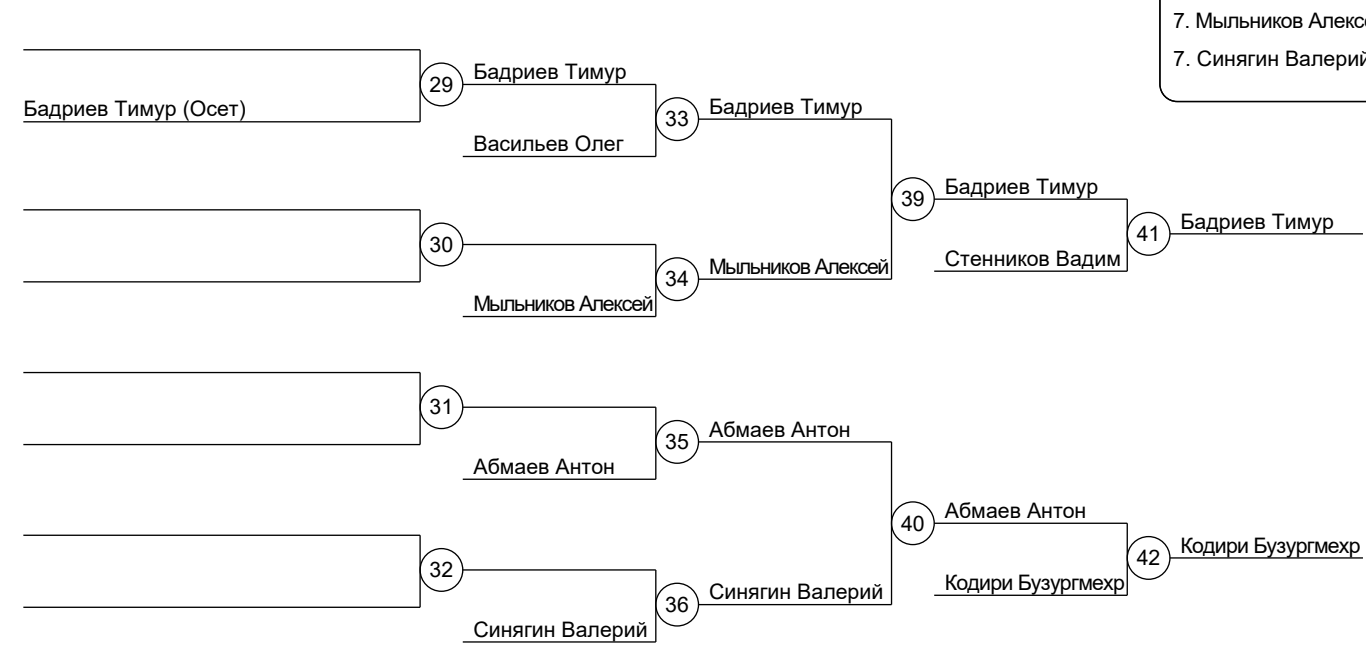 7. Мыльников Алекс
7. Синягин Валерий
29
Бадриев Тимур
Бадриев Тимур (Осет)
33
Бадриев Тимур
Васильев Олег
39
Бадриев Тимур
30
41
Бадриев Тимур
Стенников Вадим
34
Мыльников Алексей
Мыльников Алексей
31
35
Абмаев Антон
Абмаев Антон
40
Абмаев Антон
32
42
Кодири Бузургмехр
Кодири Бузургмехр
36
Синягин Валерий
Синягин Валерий